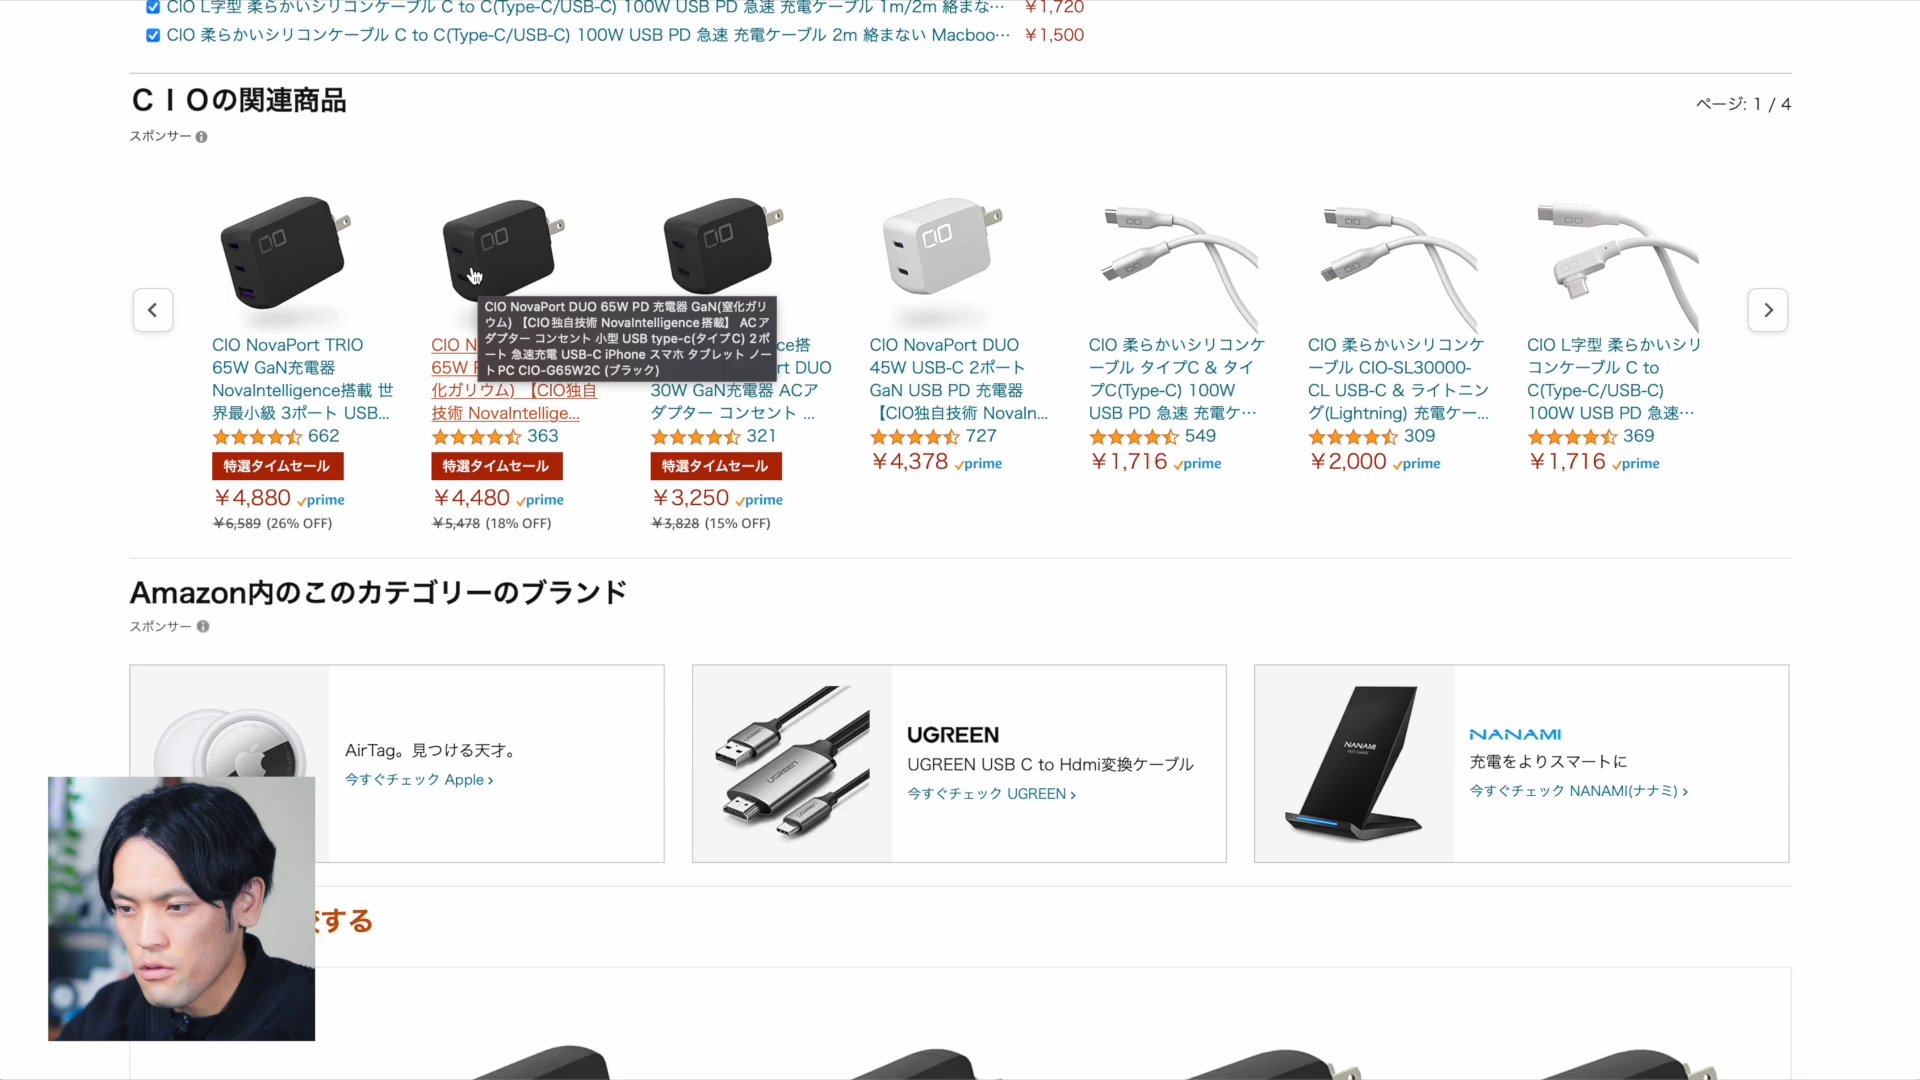 CIO L字型 柔らかいシリコンケーブル C to C(Type-C/USB-C) 100W USB PD 急速 充電ケーブル 1m/2m 絡まな… ￥1,720
CIO 柔らかいシリコンケーブル C to C(Type-C/USB-C) 100W USB PD 急速 充電ケーブル 2m 絡まない Macboo… ￥1,500
ＣＩＯの関連商品
ページ: 1 / 4
スポンサー
CIO NovaPort TRIO
65W GaN充電器
NovaIntelligence搭載 世
界最小級 3ポート USB...
662
特選タイムセール
￥4,880 prime
￥6,589 (26% OFF)
CIO NovaPort DUO 65W PD 充電器 GaN(窒化ガリ
ウム) 【CIO独自技術 NovaIntelligence搭載】 ACア
ダプター コンセント 小型 USB type-c(タイプC) 2ポ
ート 急速充電 USB-C iPhone スマホ タブレット ノー
トPC CIO-G65W2C (ブラック)
CIO N
65W P
化ガリウム) 【CIO独自
技術 NovaIntellige...
363
特選タイムセール
￥4,480 prime
￥5,478 (18% OFF)
ce搭
rt DUO
30W GaN充電器 ACア
ダプター コンセント ...
321
特選タイムセール
￥3,250 prime
￥3,828 (15% OFF)
CIO NovaPort DUO
45W USB-C 2ポート
GaN USB PD 充電器
【CIO独自技術 NovaIn...
727
￥4,378 prime
CIO 柔らかいシリコンケ
ーブル タイプC & タイ
プC(Type-C) 100W
USB PD 急速 充電ケ…
549
￥1,716 prime
CIO 柔らかいシリコンケ
ーブル CIO-SL30000-
CL USB-C & ライトニン
グ(Lightning) 充電ケー...
309
￥2,000 prime
CIO L字型 柔らかいシリ
コンケーブル C to
C(Type-C/USB-C)
100W USB PD 急速…
369
￥1,716 prime
Amazon内のこのカテゴリーのブランド
スポンサー
AirTag。見つける天才。
今すぐチェック Apple ›
UGREEN
UGREEN USB C to Hdmi変換ケーブル
今すぐチェック UGREEN ›
NANAMI
NANAMI
充電をよりスマートに
今すぐチェック NANAMI(ナナミ) ›
する